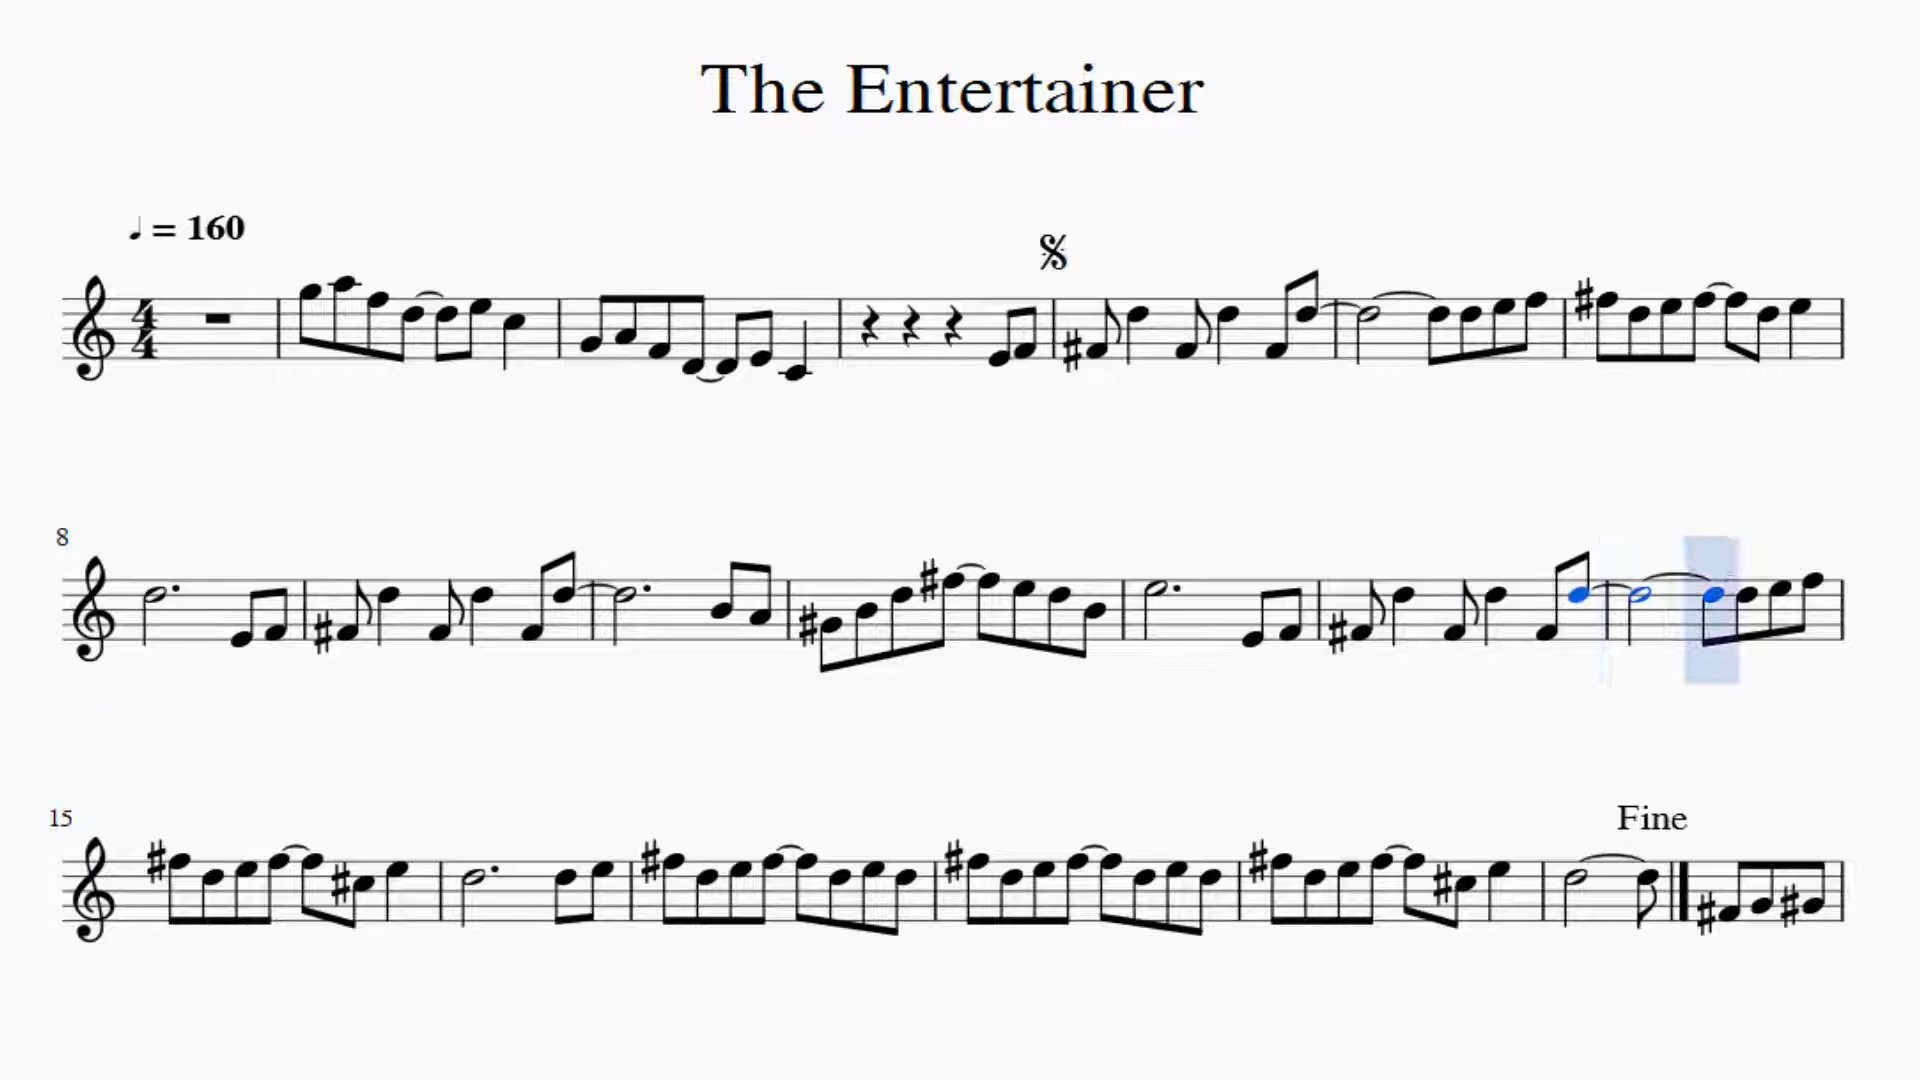 The Entertainer
♩ = 160
8
15
Fine